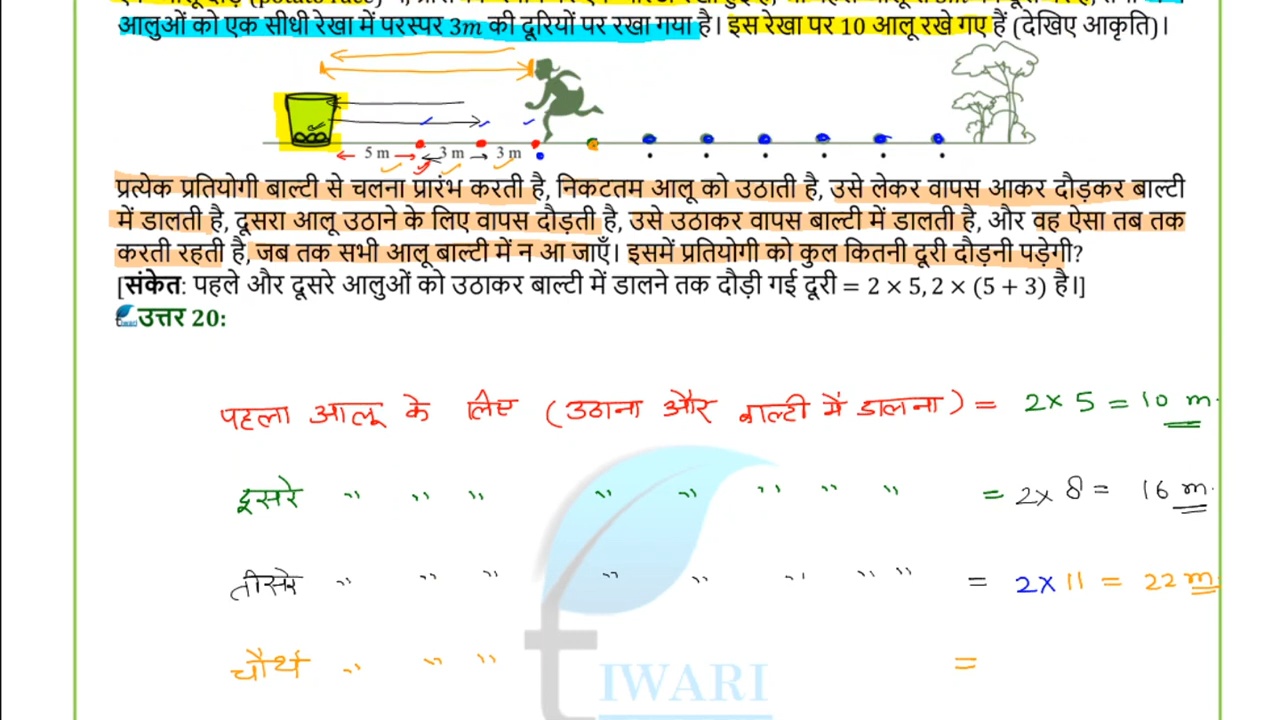 आलुओं को एक सीधी रेखा में परस्पर 3m की दूरियों पर रखा गया है। इस रेखा पर 10 आलू रखे गए हैं (देखिए आकृति)।
5 m 3 m 3 m
प्रत्येक प्रतियोगी बाल्टी से चलना प्रारंभ करती है, निकटतम आलू को उठाती है, उसे लेकर वापस आकर दौड़कर बाल्टी
में डालती है, दूसरा आलू उठाने के लिए वापस दौड़ती है, उसे उठाकर वापस बाल्टी में डालती है, और वह ऐसा तब तक
करती रहती है, जब तक सभी आलू बाल्टी में न आ जाएँ। इसमें प्रतियोगी को कुल कितनी दूरी दौड़नी पड़ेगी?
[संकेत: पहले और दूसरे आलुओं को उठाकर बाल्टी में डालने तक दौड़ी गई दूरी = 2 × 5, 2 × (5 + 3) है।]
उत्तर 20:
पहला आलू के लिए (उठाना और बाल्टी में डालना) = 2 × 5 = 10 m.
दूसरे " " " " " " " " = 2 × 8 = 16 m.
तीसरे " " " " " " " " = 2 × 11 = 22 m.
चौथे " " " =
IWARI